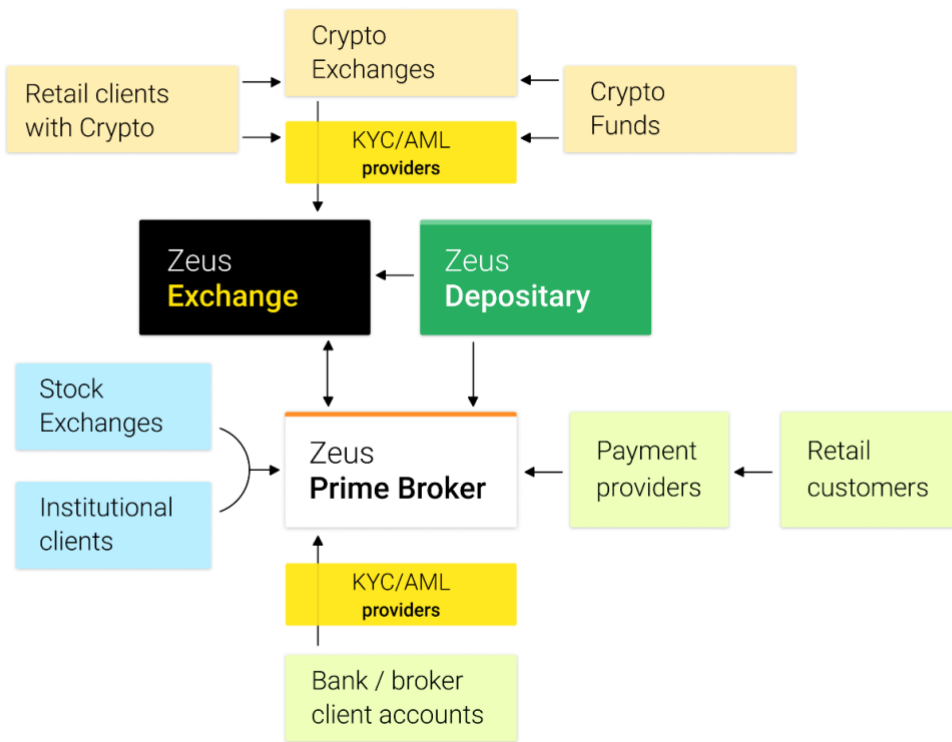 Crypto
Exchanges
Retail clients
with Crypto
Crypto
Funds
KYC/AML
providers
Zeus
Exchange
Zeus
Depositary
Stock
Exchanges
Institutional
clients
Zeus
Prime Broker
Payment
providers
Retail
customers
KYC/AML
providers
Bank / broker
client accounts